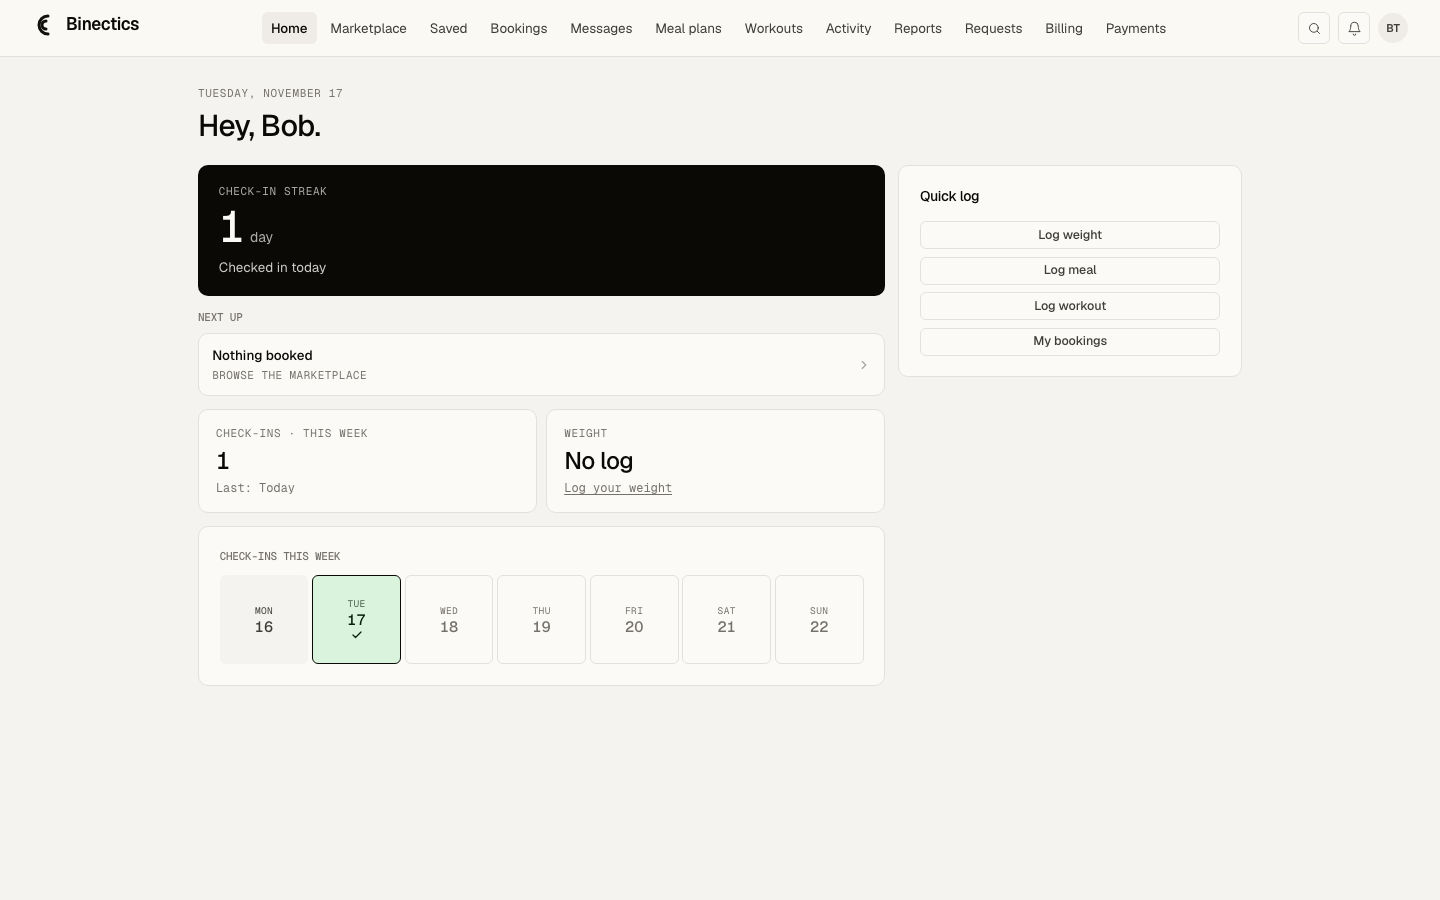 Binectics
Home
Marketplace
Saved
Bookings
Messages
Meal plans
Workouts
Activity
Reports
Requests
Billing
Payments
BT
TUESDAY, NOVEMBER 17
Hey, Bob.
CHECK-IN STREAK
1 day
Checked in today
NEXT UP
Nothing booked
BROWSE THE MARKETPLACE
CHECK-INS · THIS WEEK
1
Last: Today
WEIGHT
No log
Log your weight
CHECK-INS THIS WEEK
MON
16
TUE
17
WED
18
THU
19
FRI
20
SAT
21
SUN
22
Quick log
Log weight
Log meal
Log workout
My bookings